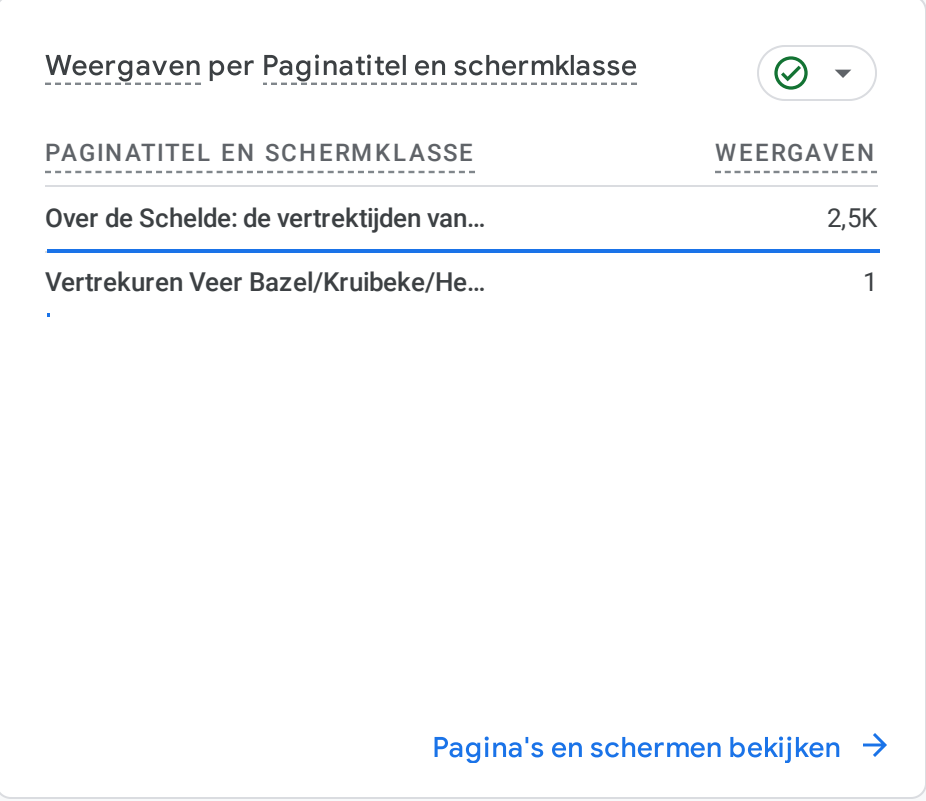 Weergaven per Paginatitel en schermklasse
PAGINATITEL EN SCHERMKLASSE WEERGAVEN
Over de Schelde: de vertrektijden van... 2,5K
Vertrekuren Veer Bazel/Kruibeke/He... 1
Pagina's en schermen bekijken